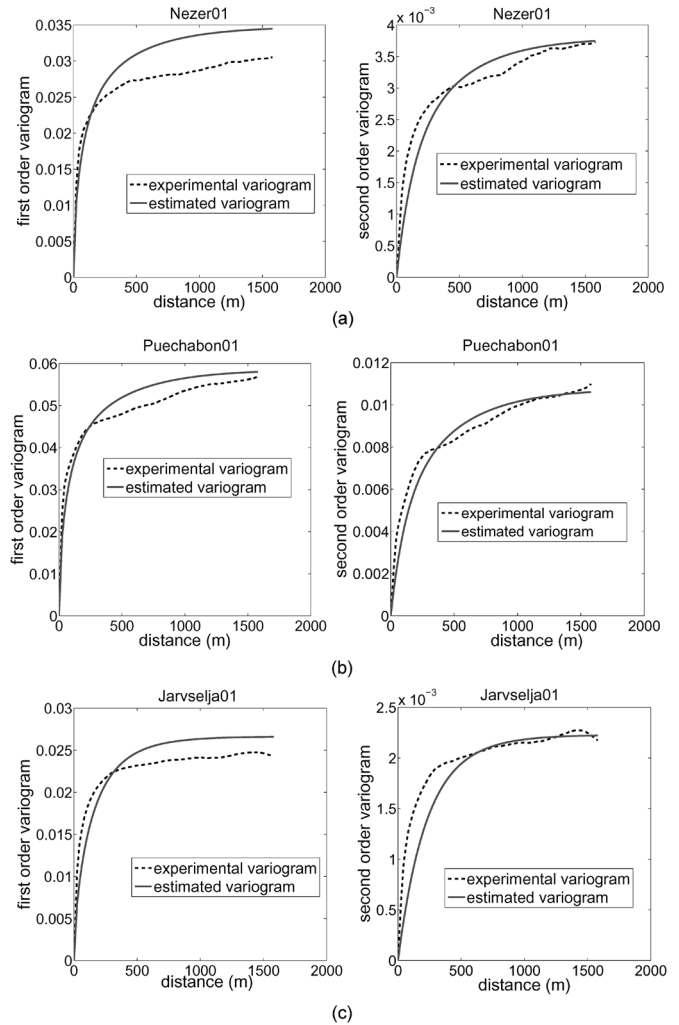 Nezer01
0.035
0.03
0.025
0.02
0.015
0.01
0.005
0
first order variogram
experimental variogram
estimated variogram
0 500 1000 1500 2000
distance (m)
Nezer01
x 10⁻³
4
3.5
3
2.5
2
1.5
1
0.5
0
second order variogram
experimental variogram
estimated variogram
0 500 1000 1500 2000
distance (m)
(a)
Puechabon01
0.06
0.05
0.04
0.03
0.02
0.01
0
first order variogram
experimental variogram
estimated variogram
0 500 1000 1500 2000
distance (m)
Puechabon01
0.012
0.01
0.008
0.006
0.004
0.002
0
second order variogram
experimental variogram
estimated variogram
0 500 1000 1500 2000
distance (m)
(b)
Jarvselja01
0.03
0.025
0.02
0.015
0.01
0.005
0
first order variogram
experimental variogram
estimated variogram
0 500 1000 1500 2000
distance (m)
Jarvselja01
x 10⁻³
2.5
2
1.5
1
0.5
0
second order variogram
experimental variogram
estimated variogram
0 500 1000 1500 2000
distance (m)
(c)